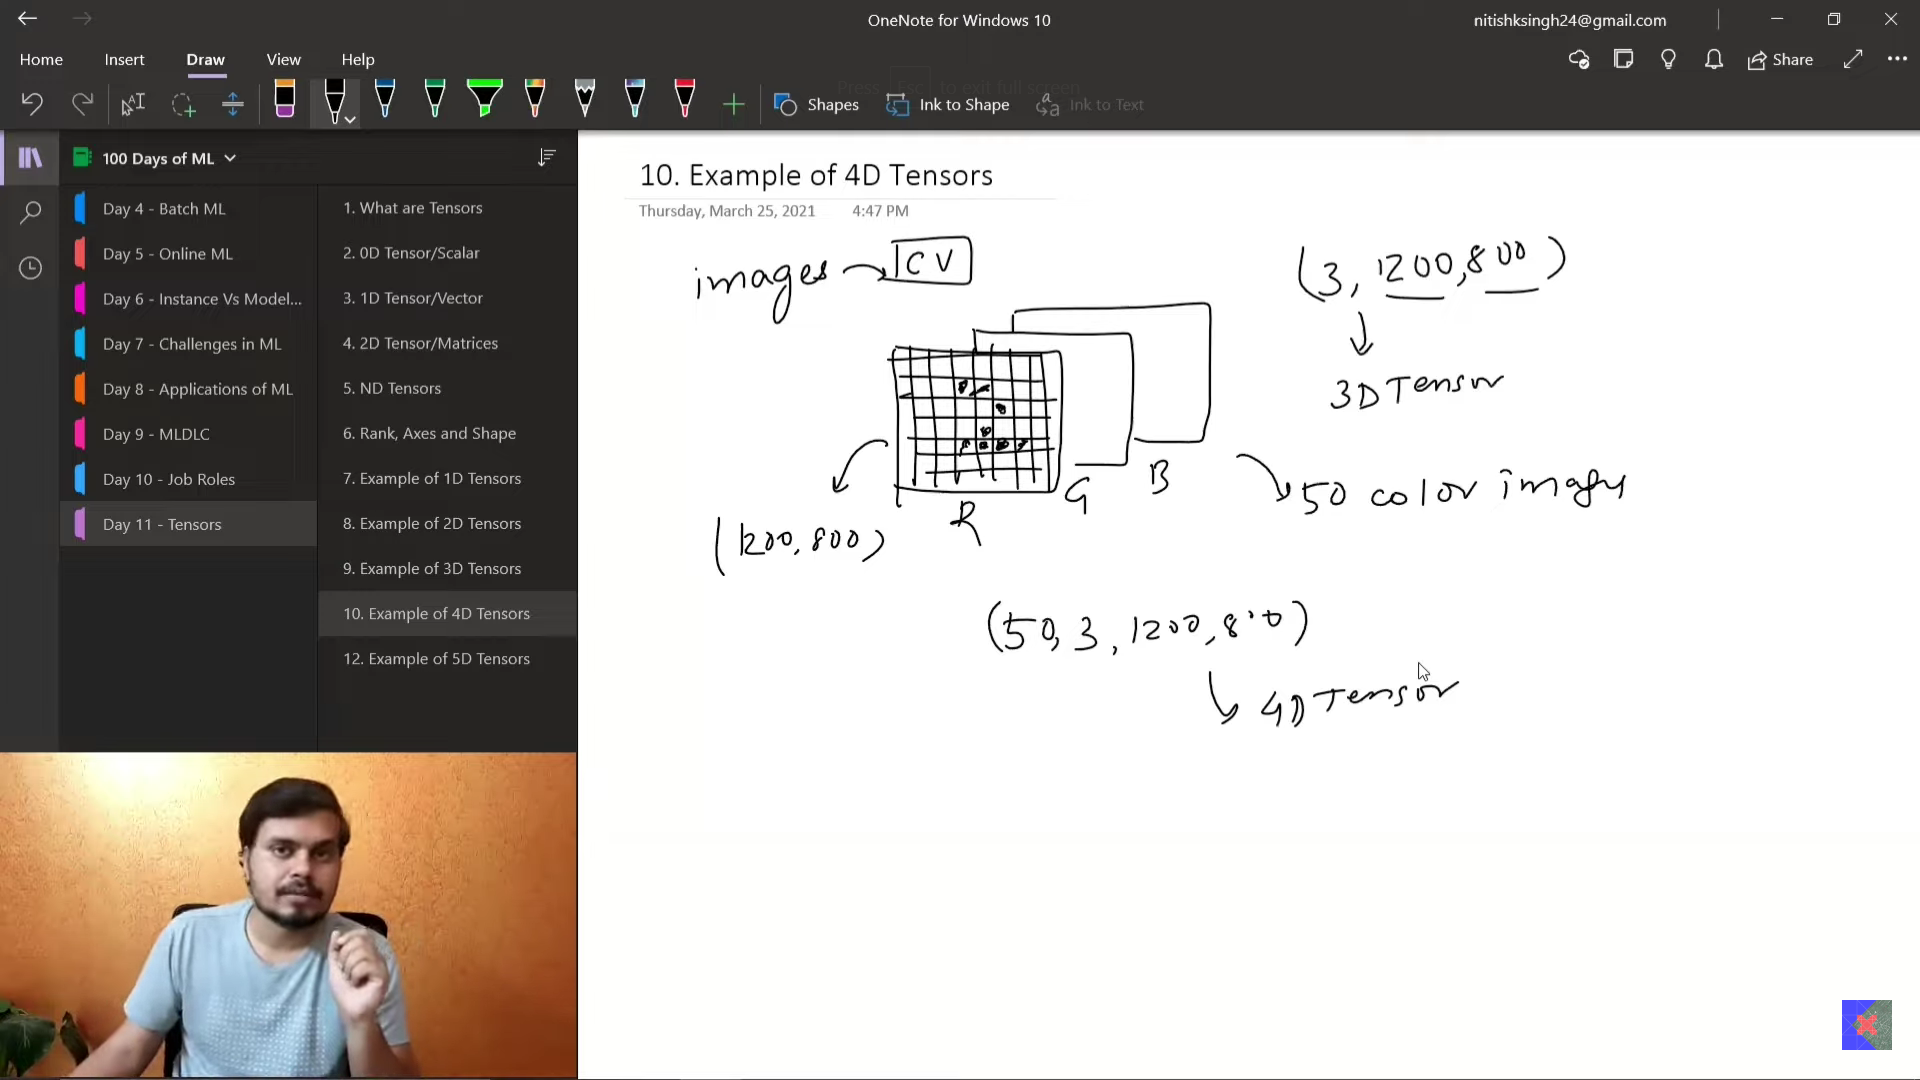 OneNote for Windows 10
nitishksingh24@gmail.com
Home
Insert
Draw
View
Help
Share
Press Esc to exit full screen
Shapes
Ink to Shape
Ink to Text
100 Days of ML
Day 4 - Batch ML
Day 5 - Online ML
Day 6 - Instance Vs Model...
Day 7 - Challenges in ML
Day 8 - Applications of ML
Day 9 - MLDLC
Day 10 - Job Roles
Day 11 - Tensors
1. What are Tensors
2. 0D Tensor/Scalar
3. 1D Tensor/Vector
4. 2D Tensor/Matrices
5. ND Tensors
6. Rank, Axes and Shape
7. Example of 1D Tensors
8. Example of 2D Tensors
9. Example of 3D Tensors
10. Example of 4D Tensors
12. Example of 5D Tensors
10. Example of 4D Tensors
Thursday, March 25, 2021 4:47 PM
images
CV
(3, 1200, 800)
3D Tensor
R
G
B
50 color images
(1200, 800)
(50, 3, 1200, 800)
4D Tensor